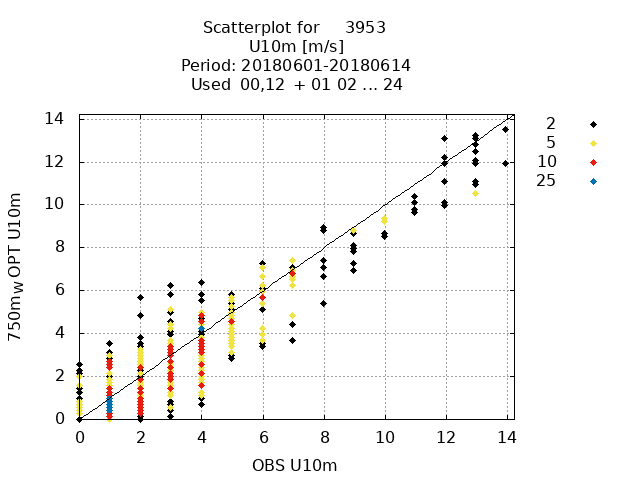 Scatterplot for 3953
U10m [m/s]
Period: 20180601-20180614
Used 00,12 + 01 02 ... 24
14
12
10
8
6
4
2
0
0 2 4 6 8 10 12 14
750mW OPT U10m
OBS U10m
2
5
10
25